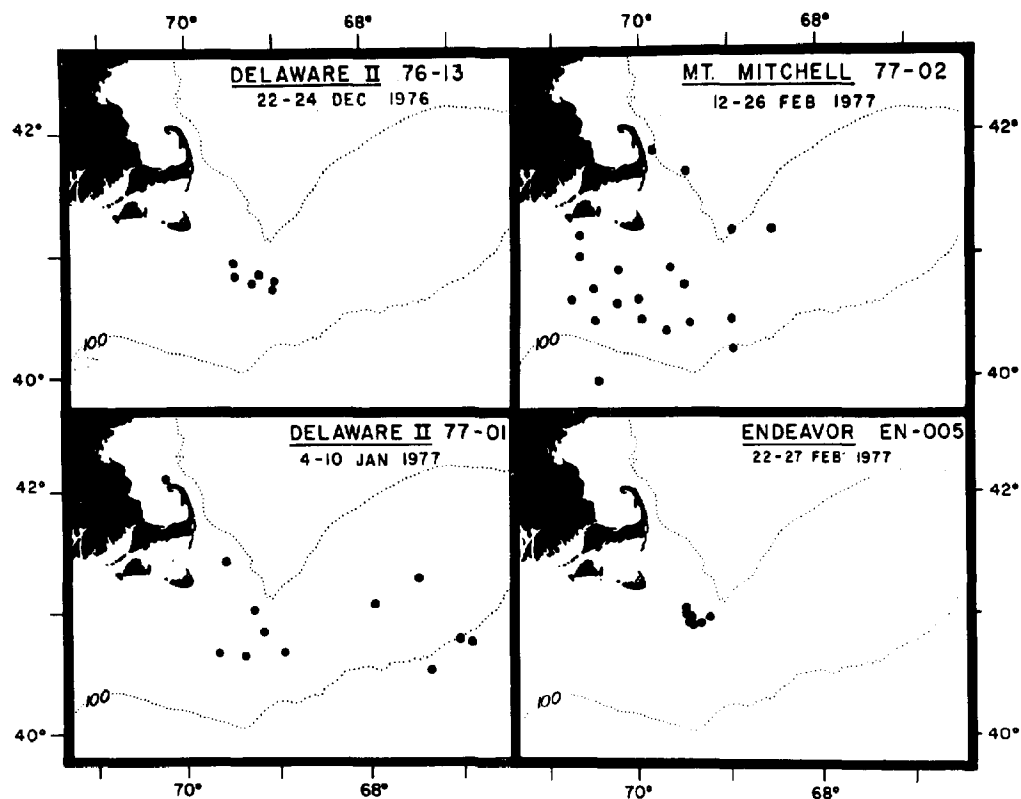 70° 68° 70° 68°
DELAWARE II 76-13
22-24 DEC 1976
MT. MITCHELL 77-02
12-26 FEB 1977
42° 42°
100 100
40° 40°
DELAWARE II 77-01
4-10 JAN 1977
ENDEAVOR EN-005
22-27 FEB 1977
42° 42°
100 100
40° 40°
70° 68° 70° 68°